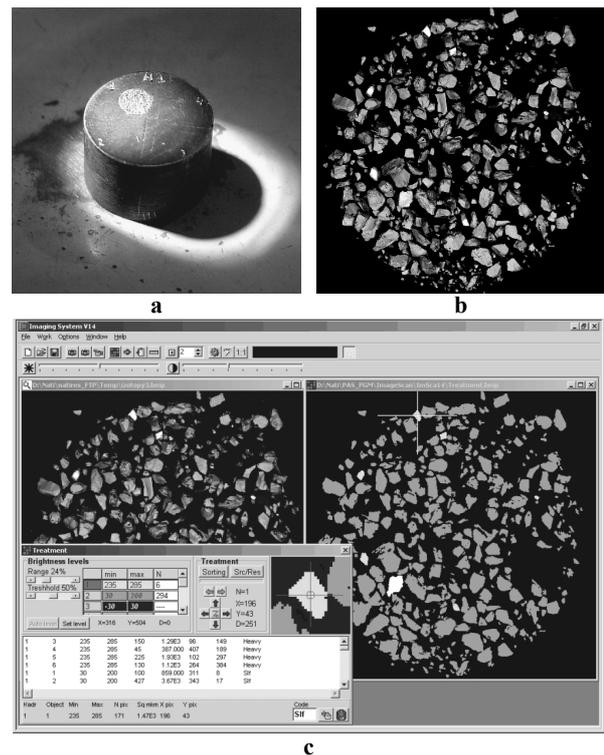 a
b
Imaging System V14
File Work Options Window Help
2
1:1
Treatment
Brightness levels
Treatment
Range 24%
min max N
Sorting Src/Res
1 235 285 6
Threshhold 50%
2 30 200 294
N=1
X=196
3 -30 30 ----
Y=43
Auto level Set level
X=316 Y=504 D=0
D=251
1 3 235 285 150 1.29E3 96 149 Heavy
1 4 235 285 45 387.000 407 189 Heavy
1 5 235 285 225 1.93E3 102 297 Heavy
1 6 235 285 130 1.12E3 264 384 Heavy
1 1 30 200 100 859.000 311 8 Slf
1 2 30 200 427 3.67E3 343 17 Slf
Kadr Object Min Max N pix Sq mkm X pix Y pix
Code
1 1 235 285 171 1.47E3 196 43
Slf
c